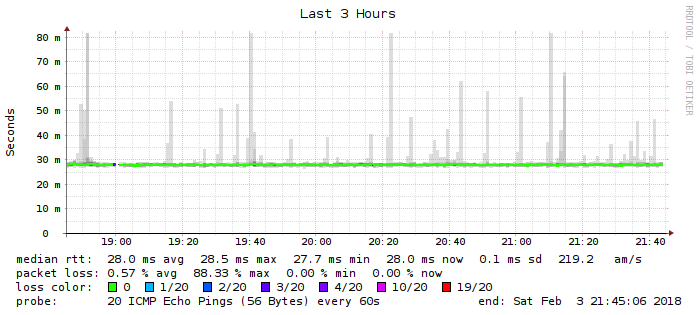 Last 3 Hours
RRDTOOL / TOBI OETIKER
Seconds
80 m
70 m
60 m
50 m
40 m
30 m
20 m
10 m
0
19:00 19:20 19:40 20:00 20:20 20:40 21:00 21:20 21:40
median rtt: 28.0 ms avg 28.5 ms max 27.7 ms min 28.0 ms now 0.1 ms sd 219.2 am/s
packet loss: 0.57 % avg 88.33 % max 0.00 % min 0.00 % now
loss color: 0 1/20 2/20 3/20 4/20 10/20 19/20
probe: 20 ICMP Echo Pings (56 Bytes) every 60s end: Sat Feb 3 21:45:06 2018